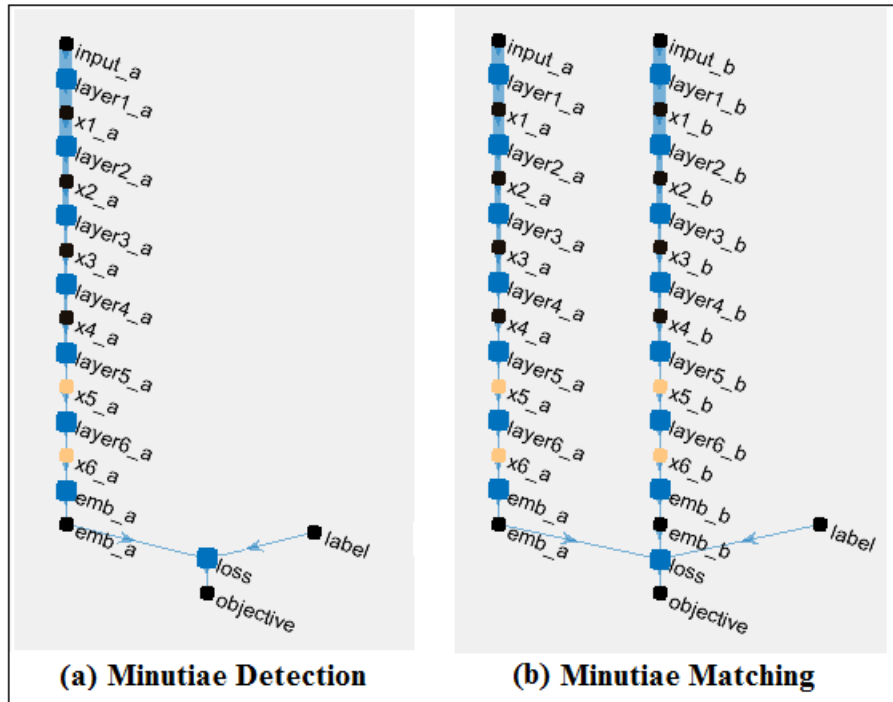 input_a
layer1_a
x1_a
layer2_a
x2_a
layer3_a
x3_a
layer4_a
x4_a
layer5_a
x5_a
layer6_a
x6_a
emb_a
emb_a
label
loss
objective
(a) Minutiae Detection
input_a
layer1_a
x1_a
layer2_a
x2_a
layer3_a
x3_a
layer4_a
x4_a
layer5_a
x5_a
layer6_a
x6_a
emb_a
emb_a
input_b
layer1_b
x1_b
layer2_b
x2_b
layer3_b
x3_b
layer4_b
x4_b
layer5_b
x5_b
layer6_b
x6_b
emb_b
emb_b
label
loss
objective
(b) Minutiae Matching